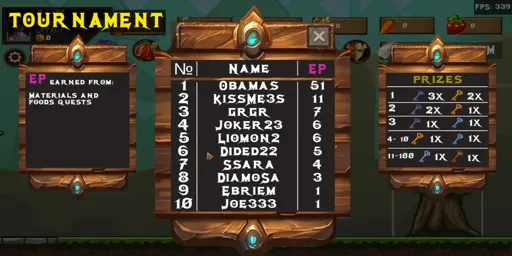 TOURNAMENT
FPS: 339
EP EARNED FROM:
MATERIALS AND
FOODS QUESTS
№ NAME EP
1 OBAMAS 51
2 KISSME3S 11
3 GRGR 7
4 JOKER23 6
5 LIOMON2 6
6 DIDED22 5
7 SSARA 4
8 DIAMOSA 3
9 EBRIEM 1
10 JOE333 1
PRIZES
1 3X 2X
2 2X 1X
3 1X 1X
4-10 1X 1X
11-100 1X 1X